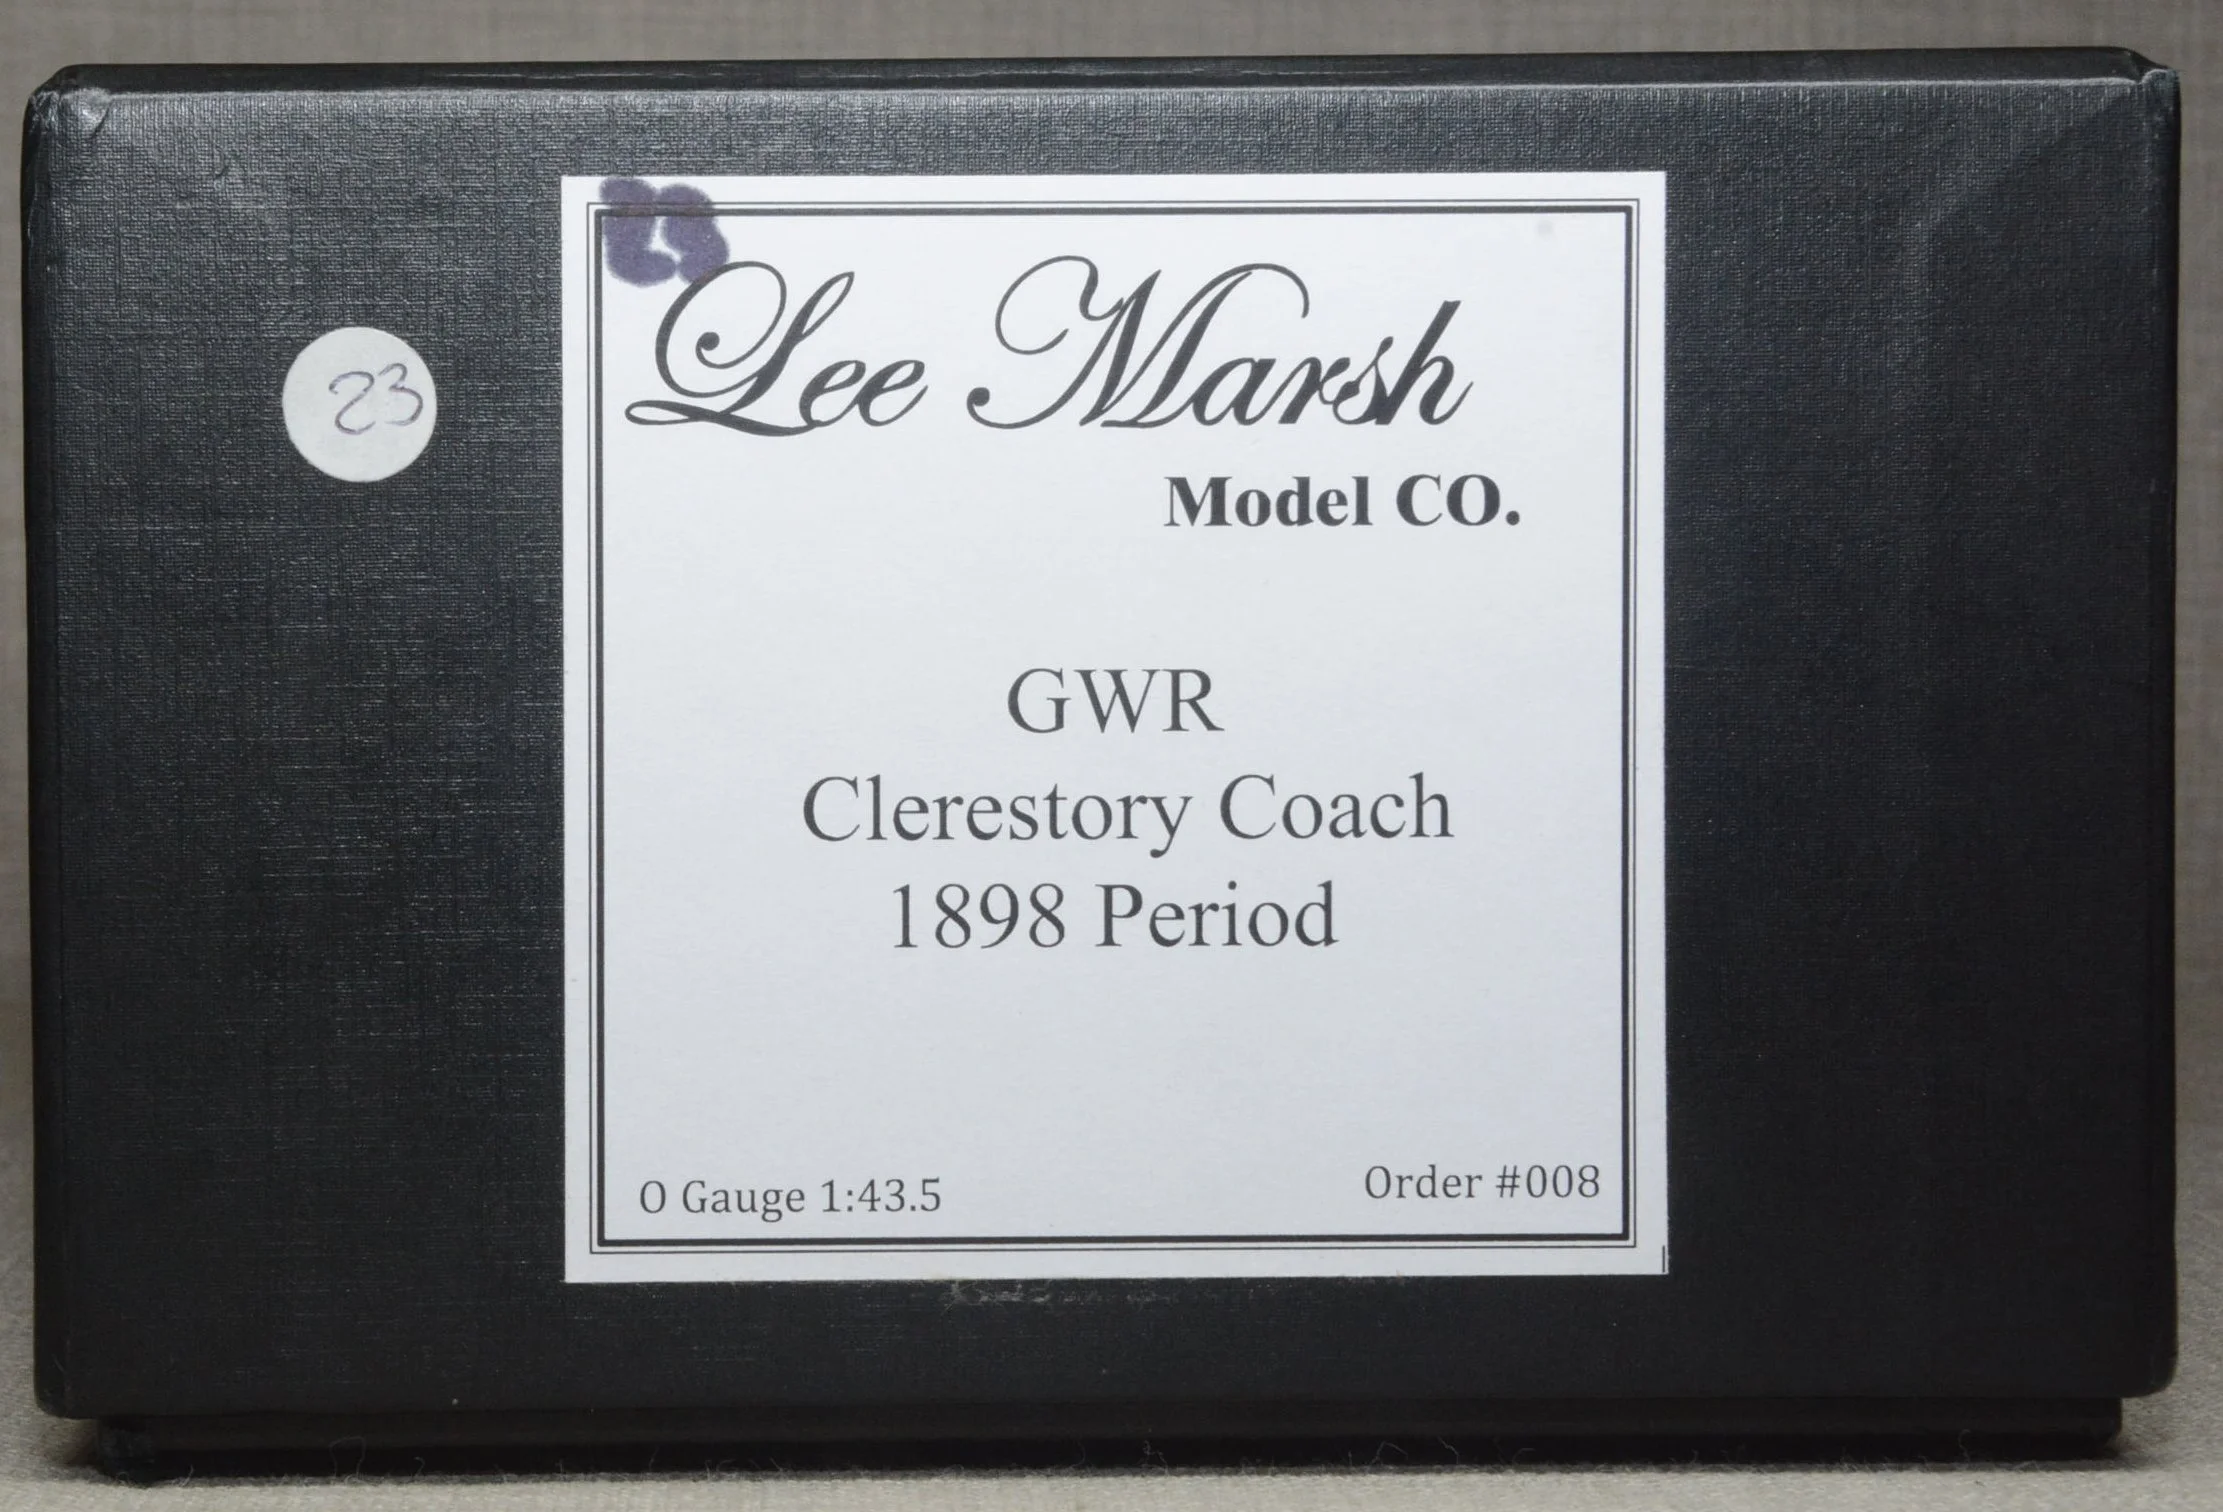 23
Lee Marsh
Model CO.
GWR
Clerestory Coach
1898 Period
O Gauge 1:43.5
Order #008